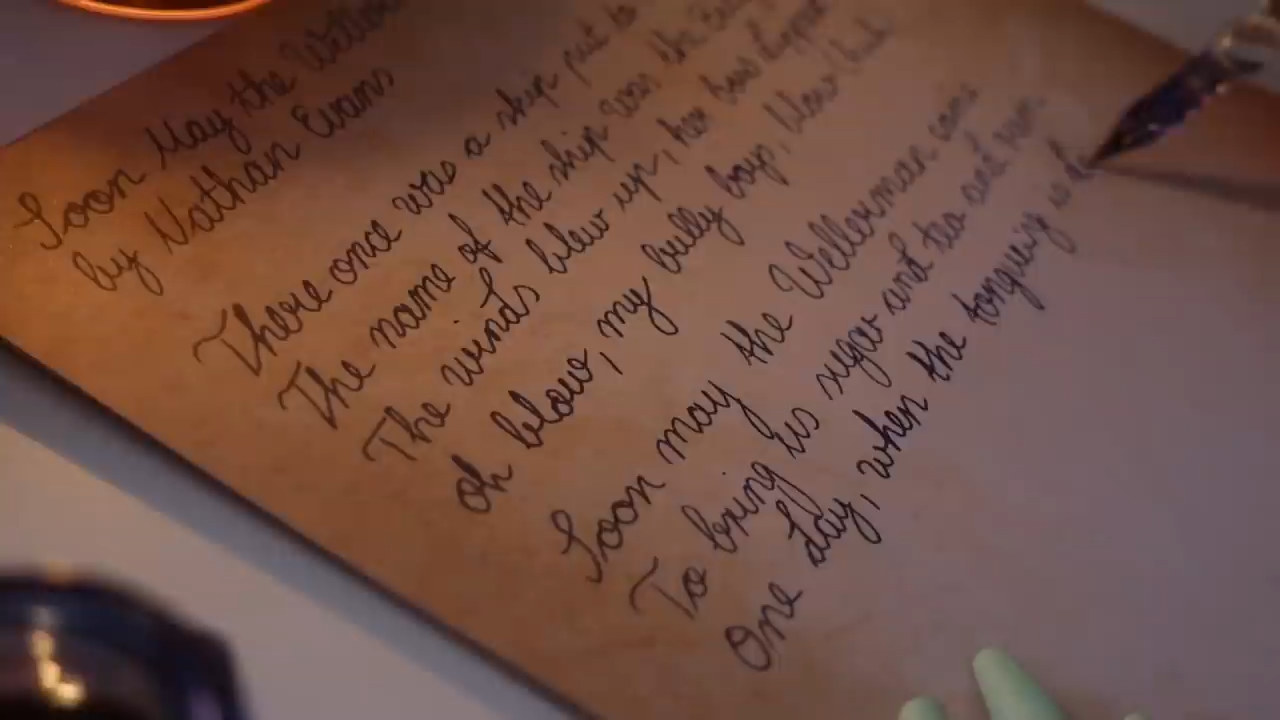 Soon May the
by Nathan Evans
There once was a ship put to
The name of the ship was the
The winds blew up, her bow dipped
oh blow, my bully boys, blow
Soon may the Wellerman come
To bring us sugar and tea and rum
One day, when the tonguing is